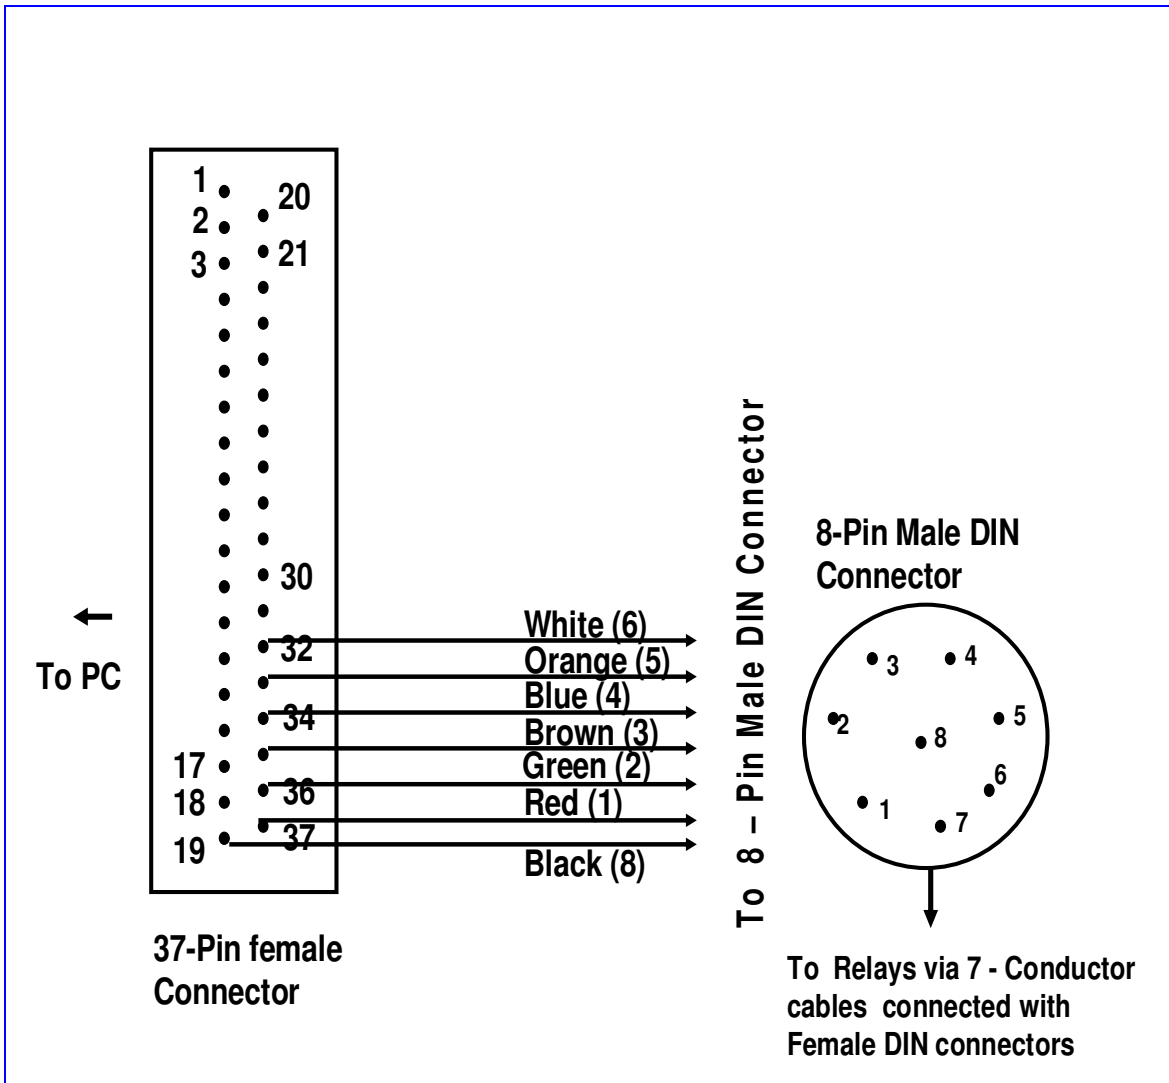 1
20
2
21
3
30
White (6)
32
Orange (5)
To PC
Blue (4)
34
Brown (3)
17
Green (2)
36
18
Red (1)
37
19
Black (8)
37-Pin female
Connector
To 8 – Pin Male DIN Connector
8-Pin Male DIN
Connector
3
4
2
5
8
6
1
7
To Relays via 7 - Conductor
cables connected with
Female DIN connectors